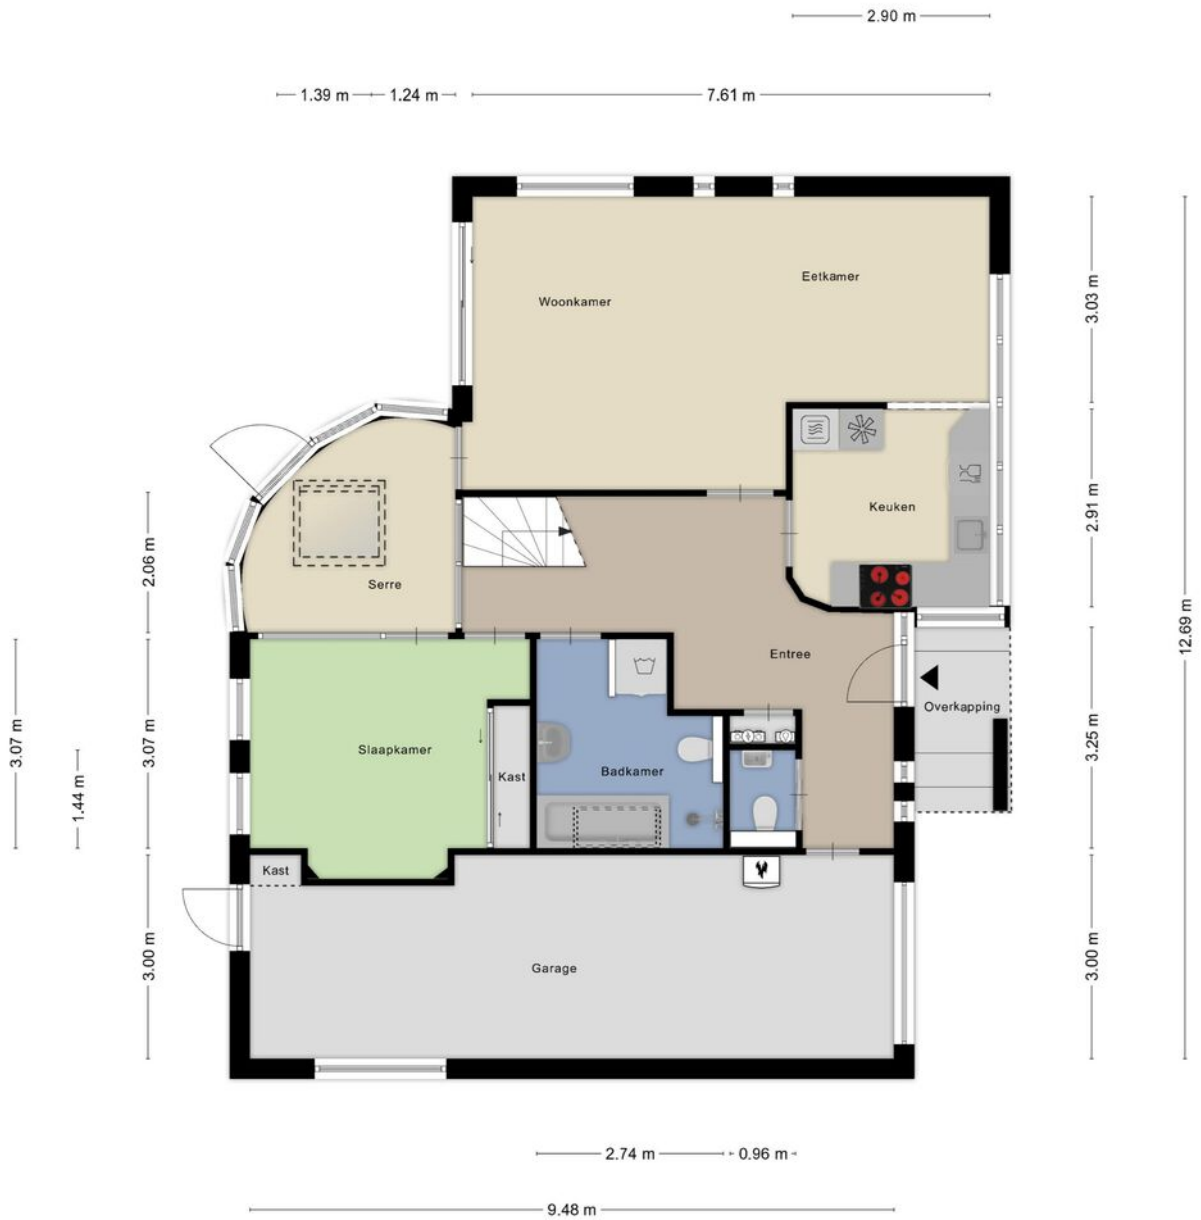 2.90 m
1.39 m
1.24 m
7.61 m
Eetkamer
Woonkamer
3.03 m
Keuken
2.91 m
2.06 m
Serre
12.69 m
Entree
Overkapping
Slaapkamer
Kast
Badkamer
3.07 m
1.44 m
3.07 m
3.25 m
Kast
Garage
3.00 m
3.00 m
2.74 m
0.96 m
9.48 m